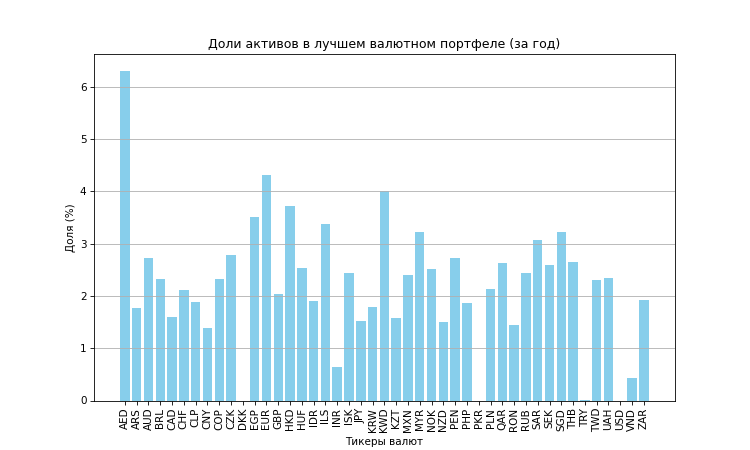 Доли активов в лучшем валютном портфеле (за год)
Доля (%)
6
5
4
3
2
1
0
AED ARS AUD BRL CAD CHF CLP CNY COP CZK DKK EGP EUR GBP HKD HUF IDR ILS INR ISK JPY KRW KWD KZT MXN MYR NOK NZD PEN PHP PKR PLN QAR RON RUB SAR SEK SGD THB TRY TWD UAH USD VND ZAR
Тикеры валют